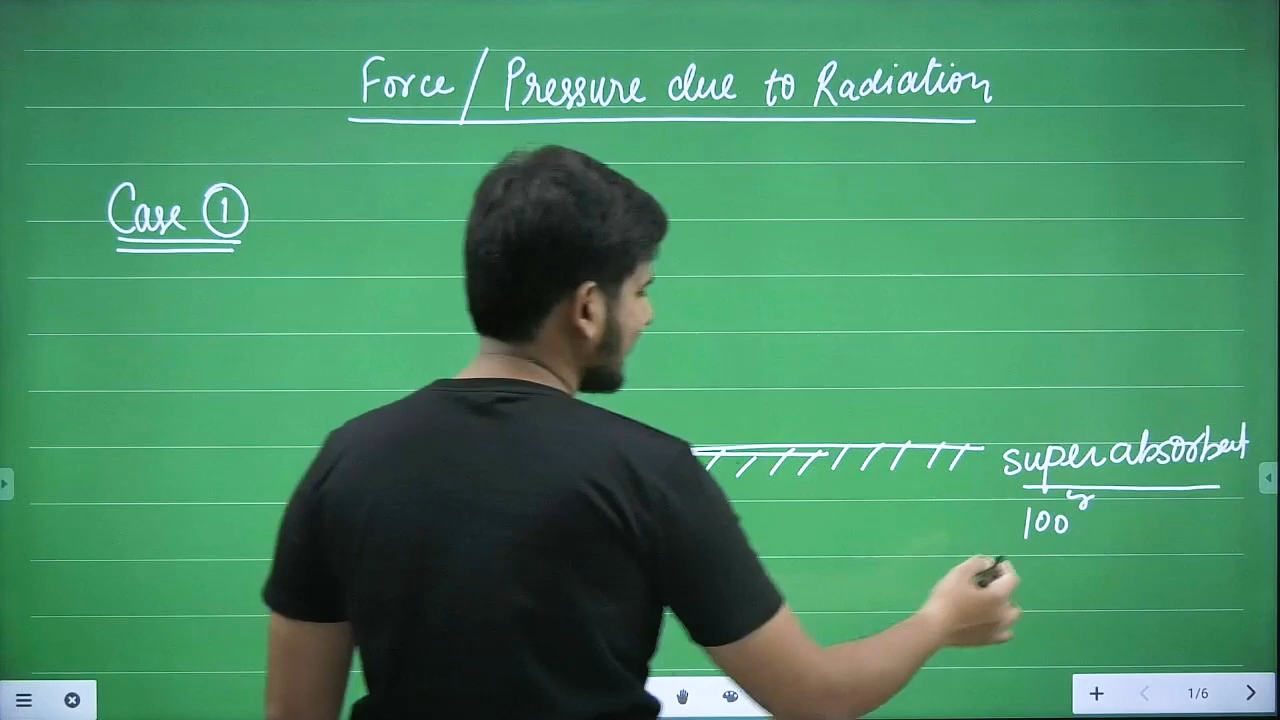 Force / Pressure due to Radiation
Case ①
superabsorbent
100
1/6